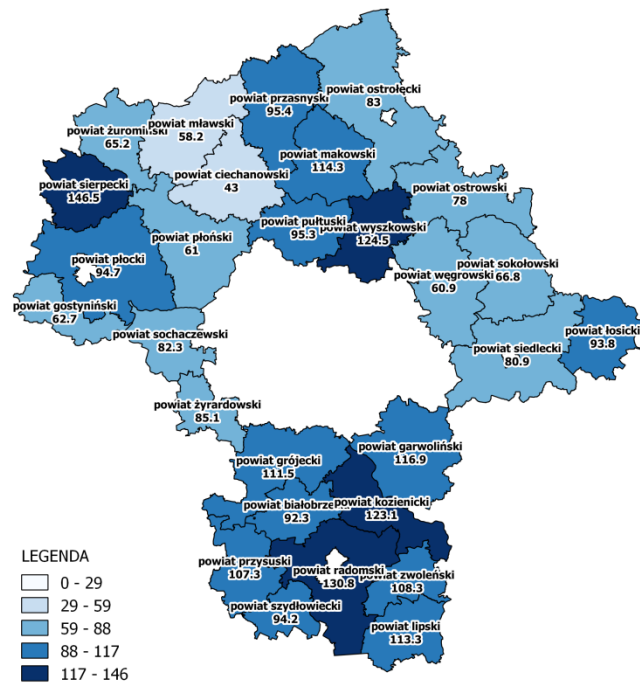 powiat ostrołęcki
83
powiat przasnyski
95.4
powiat mławski
58.2
powiat żuromiński
65.2
powiat makowski
114.3
powiat ciechanowski
43
powiat sierpecki
146.5
powiat ostrowski
78
powiat pułtuski
95.3
powiat wyszkowski
124.5
powiat płoński
61
powiat płocki
94.7
powiat węgrowski
60.9
powiat sokołowski
66.8
powiat gostyniński
62.7
powiat sochaczewski
82.3
powiat siedlecki
80.9
powiat łosicki
93.8
powiat żyrardowski
85.1
powiat garwoliński
116.9
powiat grójecki
111.5
powiat kozienicki
123.1
powiat białobrze
92.3
powiat przysuski
107.3
powiat radomski
130.8
powiat zwoleński
108.3
powiat szydłowiecki
94.2
powiat lipski
113.3
LEGENDA
0 - 29
29 - 59
59 - 88
88 - 117
117 - 146